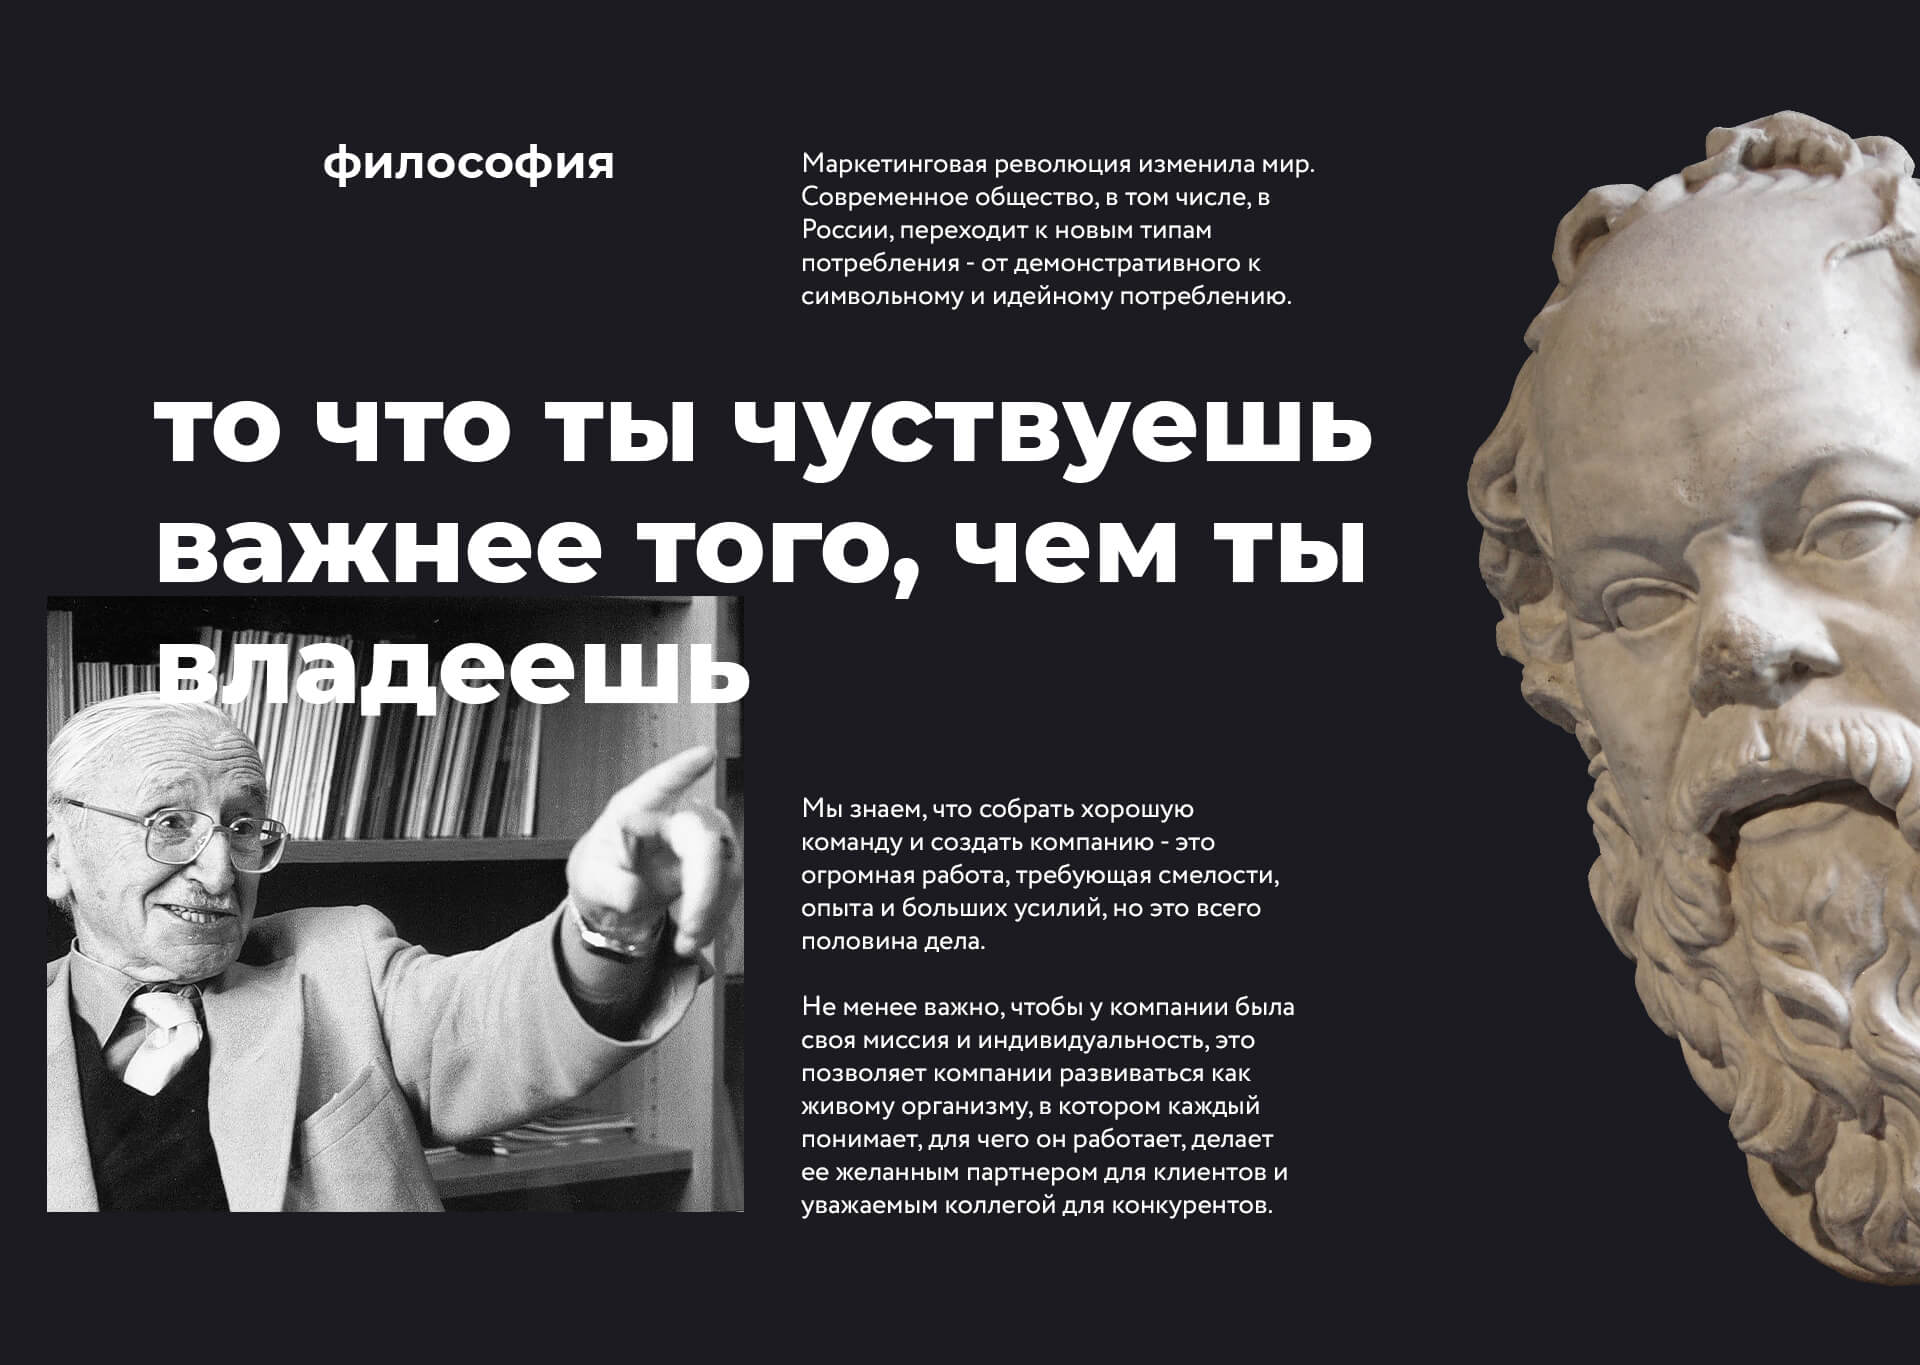 философия
Маркетинговая революция изменила мир.
Современное общество, в том числе, в
России, переходит к новым типам
потребления - от демонстративного к
символьному и идейному потреблению.
то что ты чуствуешь
важнее того, чем ты
владеешь
Мы знаем, что собрать хорошую
команду и создать компанию - это
огромная работа, требующая смелости,
опыта и больших усилий, но это всего
половина дела.
Не менее важно, чтобы у компании была
своя миссия и индивидуальность, это
позволяет компании развиваться как
живому организму, в котором каждый
понимает, для чего он работает, делает
ее желанным партнером для клиентов и
уважаемым коллегой для конкурентов.